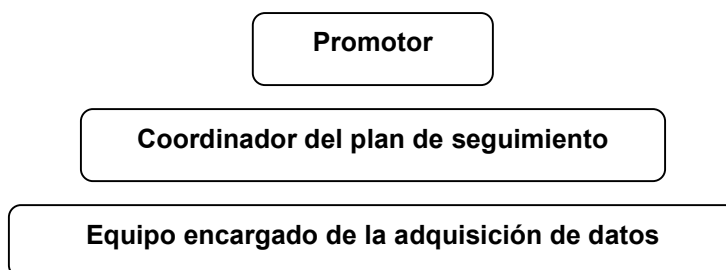 Promotor
Coordinador del plan de seguimiento
Equipo encargado de la adquisición de datos